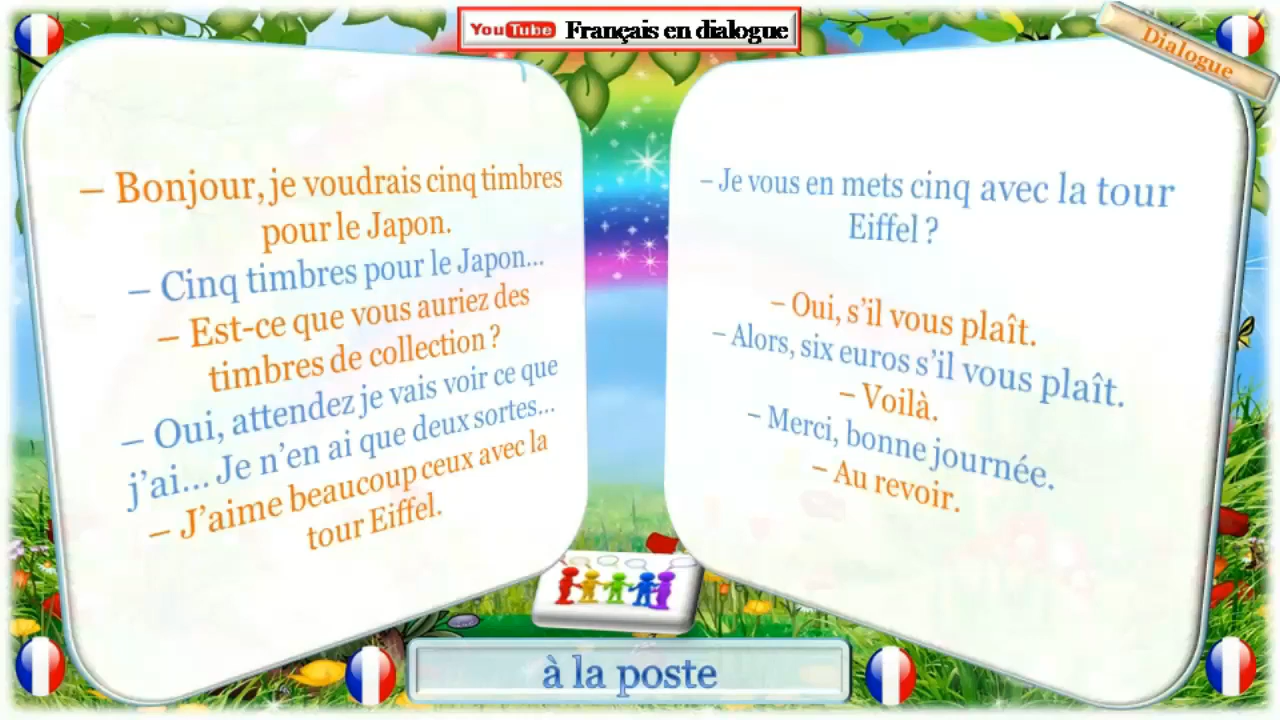 YouTube Français en dialogue
Dialogue
– Bonjour, je voudrais cinq timbres
pour le Japon.
– Cinq timbres pour le Japon...
– Est-ce que vous auriez des
timbres de collection ?
– Oui, attendez je vais voir ce que
j'ai... Je n'en ai que deux sortes...
– J'aime beaucoup ceux avec la
tour Eiffel.
– Je vous en mets cinq avec la tour
Eiffel ?
– Oui, s'il vous plaît.
– Alors, six euros s'il vous plaît.
– Voilà.
– Merci, bonne journée.
– Au revoir.
à la poste